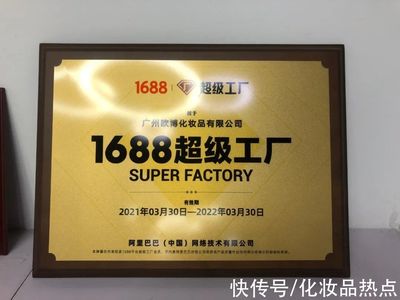 1688 超级工厂
授予
广州欧博化妆品有限公司
1688超级工厂
SUPER FACTORY
有效期
2021年03月30日—2022年03月30日
阿里巴巴（中国）网络技术有限公司
快传号/化妆品热点